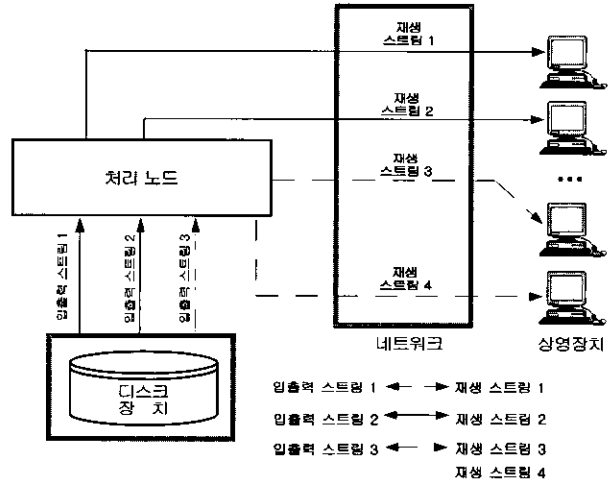 재생
스트림 1
재생
스트림 2
처리 노드
재생
스트림 3
...
입출력 스트림 1
입출력 스트림 2
입출력 스트림 3
재생
스트림 4
네트워크
상영장치
디스크
장 치
입출력 스트림 1 재생 스트림 1
입출력 스트림 2 재생 스트림 2
입출력 스트림 3 재생 스트림 3
재생 스트림 4